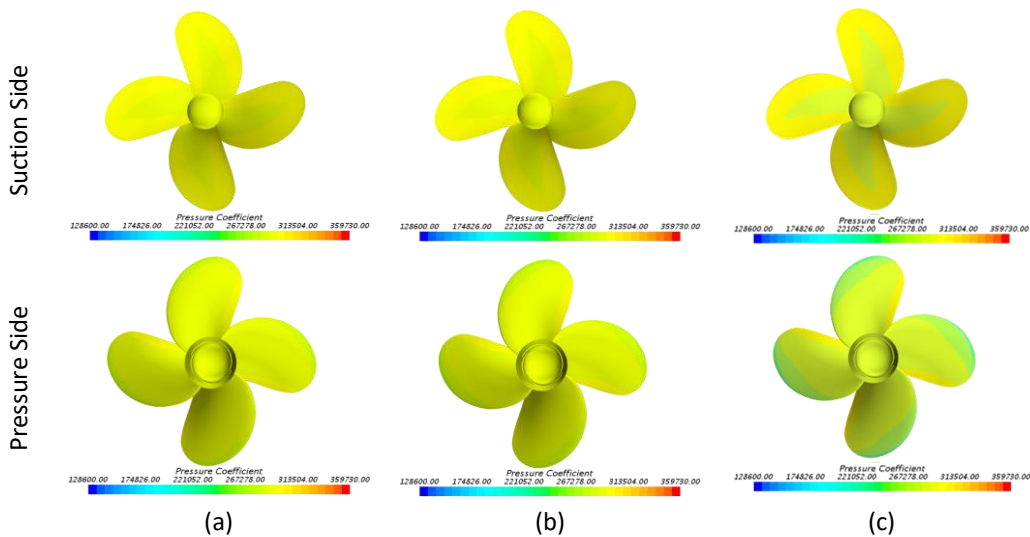 Suction Side
Pressure Coefficient
128600.00 174826.00 221052.00 267278.00 313504.00 359730.00
Pressure Coefficient
128600.00 174826.00 221052.00 267278.00 313504.00 359730.00
Pressure Coefficient
128600.00 174826.00 221052.00 267278.00 313504.00 359730.00
Pressure Side
Pressure Coefficient
128600.00 174826.00 221052.00 267278.00 313504.00 359730.00
Pressure Coefficient
128600.00 174826.00 221052.00 267278.00 313504.00 359730.00
Pressure Coefficient
128600.00 174826.00 221052.00 267278.00 313504.00 359730.00
(a) (b) (c)